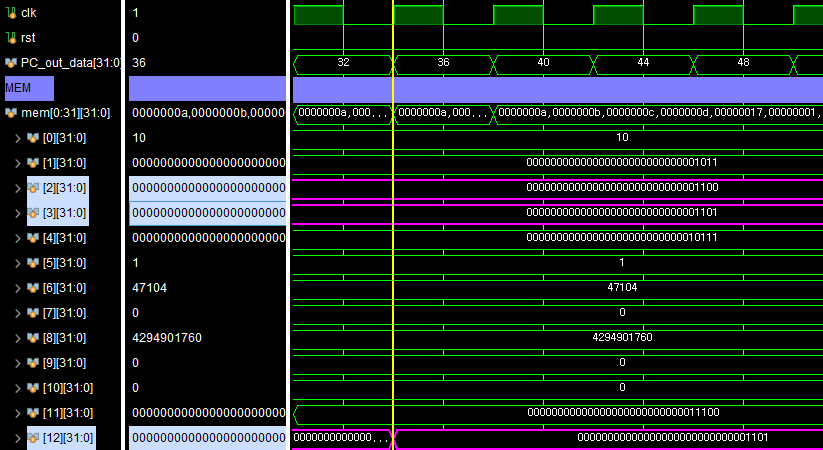 clk 1
rst 0
PC_out_data[31:0] 36 32 36 40 44 48
MEM
mem[0:31][31:0] 0000000a,0000000b,00000 0000000a,000... 0000000a,000... 0000000a,0000000b,0000000c,0000000d,00000017,00000001,
[0][31:0] 10 10
[1][31:0] 0000000000000000000000 00000000000000000000000000001011
[2][31:0] 0000000000000000000000 00000000000000000000000000001100
[3][31:0] 0000000000000000000000 00000000000000000000000000001101
[4][31:0] 0000000000000000000000 00000000000000000000000000010111
[5][31:0] 1 1
[6][31:0] 47104 47104
[7][31:0] 0 0
[8][31:0] 4294901760 4294901760
[9][31:0] 0 0
[10][31:0] 0 0
[11][31:0] 0000000000000000000000 00000000000000000000000000011100
[12][31:0] 0000000000000000000000 0000000000000... 00000000000000000000000000001101